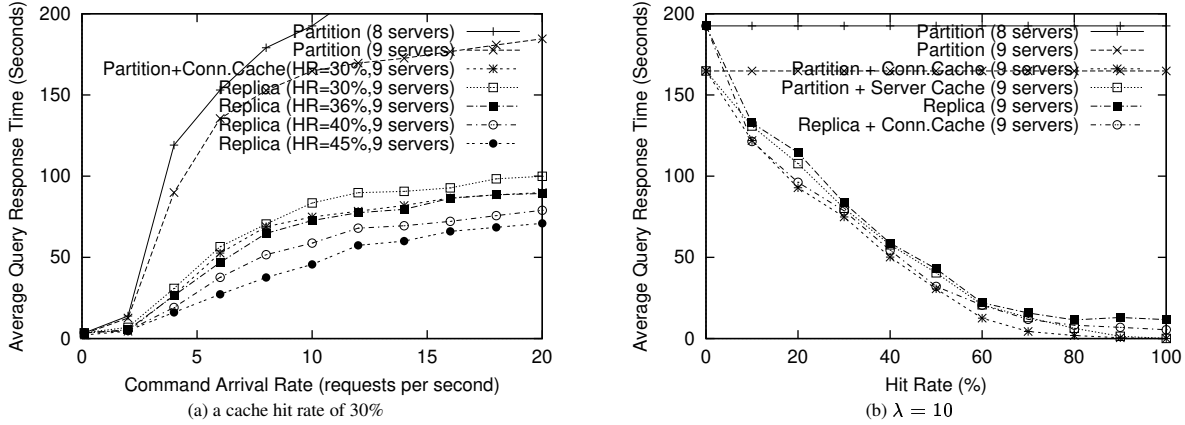 Average Query Response Time (Seconds)
200
150
100
50
0
0
5
10
15
20
Command Arrival Rate (requests per second)
Partition (8 servers)
Partition (9 servers)
Partition+Conn.Cache(HR=30%,9 servers)
Replica (HR=30%,9 servers)
Replica (HR=36%,9 servers)
Replica (HR=40%,9 servers)
Replica (HR=45%,9 servers)
(a) a cache hit rate of 30%
Average Query Response Time (Seconds)
200
150
100
50
0
0
20
40
60
80
100
Hit Rate (%)
Partition (8 servers)
Partition (9 servers)
Partition + Conn.Cache (9 servers)
Partition + Server Cache (9 servers)
Replica (9 servers)
Replica + Conn.Cache (9 servers)
(b) λ = 10